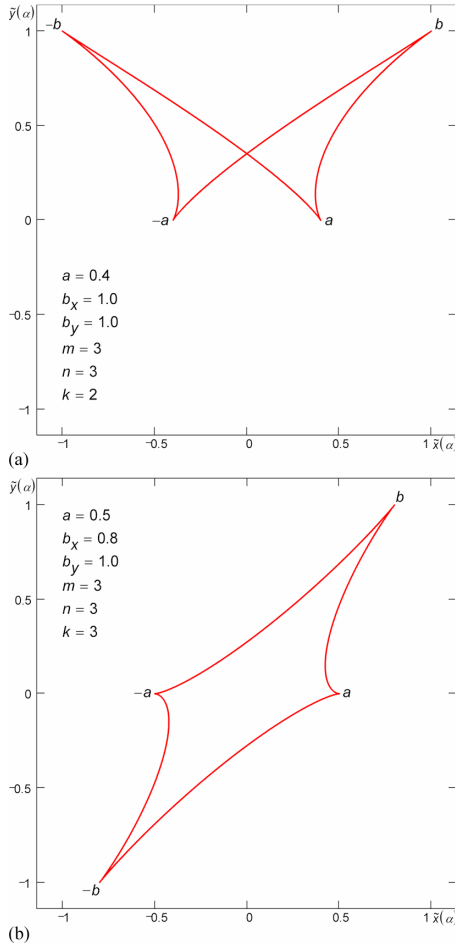 ỹ(α)
−b
b
1
0.5
0
−a
a
a = 0.4
b_x = 1.0
b_y = 1.0
m = 3
n = 3
k = 2
−0.5
−1
−1
−0.5
0
0.5
1
x̃(α)
(a)
ỹ(α)
b
1
a = 0.5
b_x = 0.8
b_y = 1.0
m = 3
n = 3
k = 3
0.5
0
−a
a
−0.5
−1
−b
−1
−0.5
0
0.5
1
x̃(α)
(b)